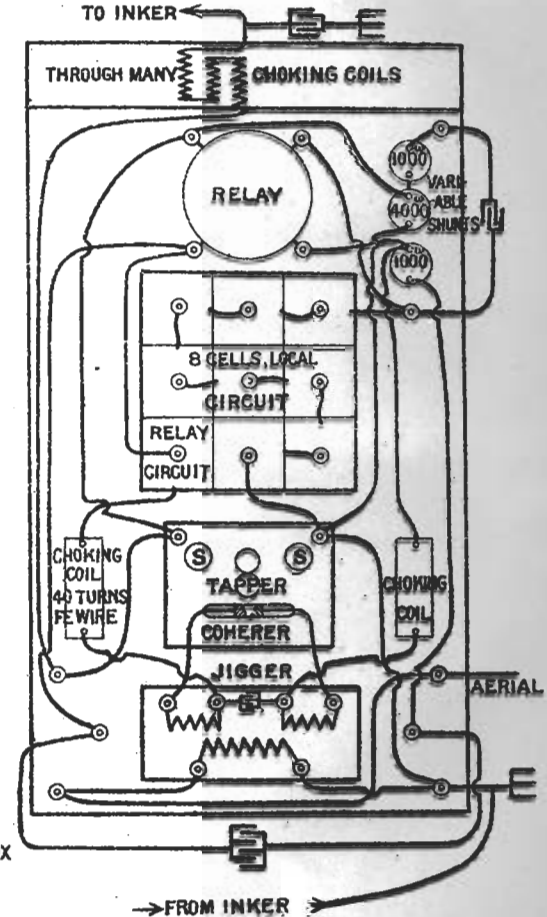 TO INKER
THROUGH MANY CHOKING COILS
RELAY
1000
VARI-
4000
ABLE
SHUNTS
1000
8 CELLS, LOCAL
CIRCUIT
RELAY
CIRCUIT
CHOKING
COIL
40 TURNS
FE WIRE
S S
TAPPER
COHERER
CHOKING
COIL
JIGGER
AERIAL
X
FROM INKER